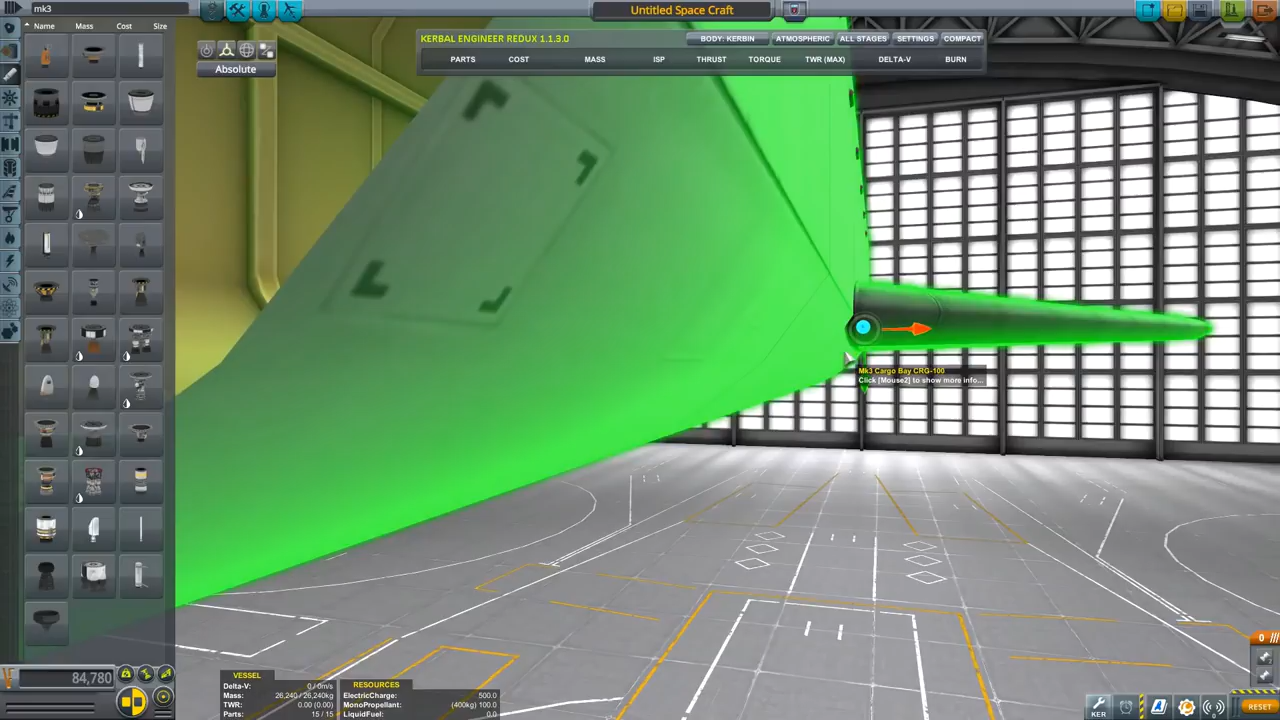 mk3
Untitled Space Craft
Name Mass Cost Size
Absolute
KERBAL ENGINEER REDUX 1.1.3.0
BODY: KERBIN ATMOSPHERIC ALL STAGES SETTINGS COMPACT
PARTS COST MASS ISP THRUST TORQUE TWR (MAX) DELTA-V BURN
Mk3 Cargo Bay CRG-100
Click [Mouse2] to show more info...
0
84,780
VESSEL
Delta-V: 0 / 0m/s
Mass: 26,240 / 26,240kg
TWR: 0.00 (0.00)
Parts: 15 / 15
RESOURCES
ElectricCharge: 500.0
MonoPropellant: (400kg) 100.0
LiquidFuel: 0.0
KER
RESET